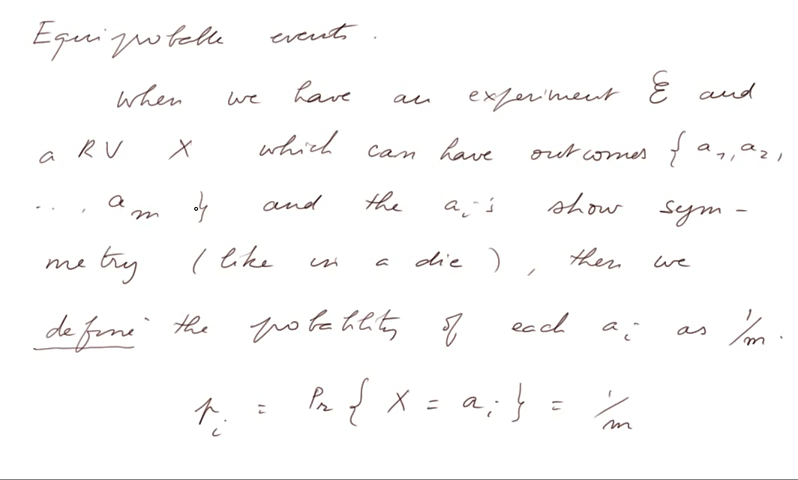 Equiprobable events.
When we have an experiment ℰ and
a RV X which can have outcomes { a₁, a₂,
..., aₘ } and the aᵢ's show sym-
metry (like in a die), then we
define the probability of each aᵢ as 1/m.
pᵢ = Pr { X = aᵢ } = 1/m